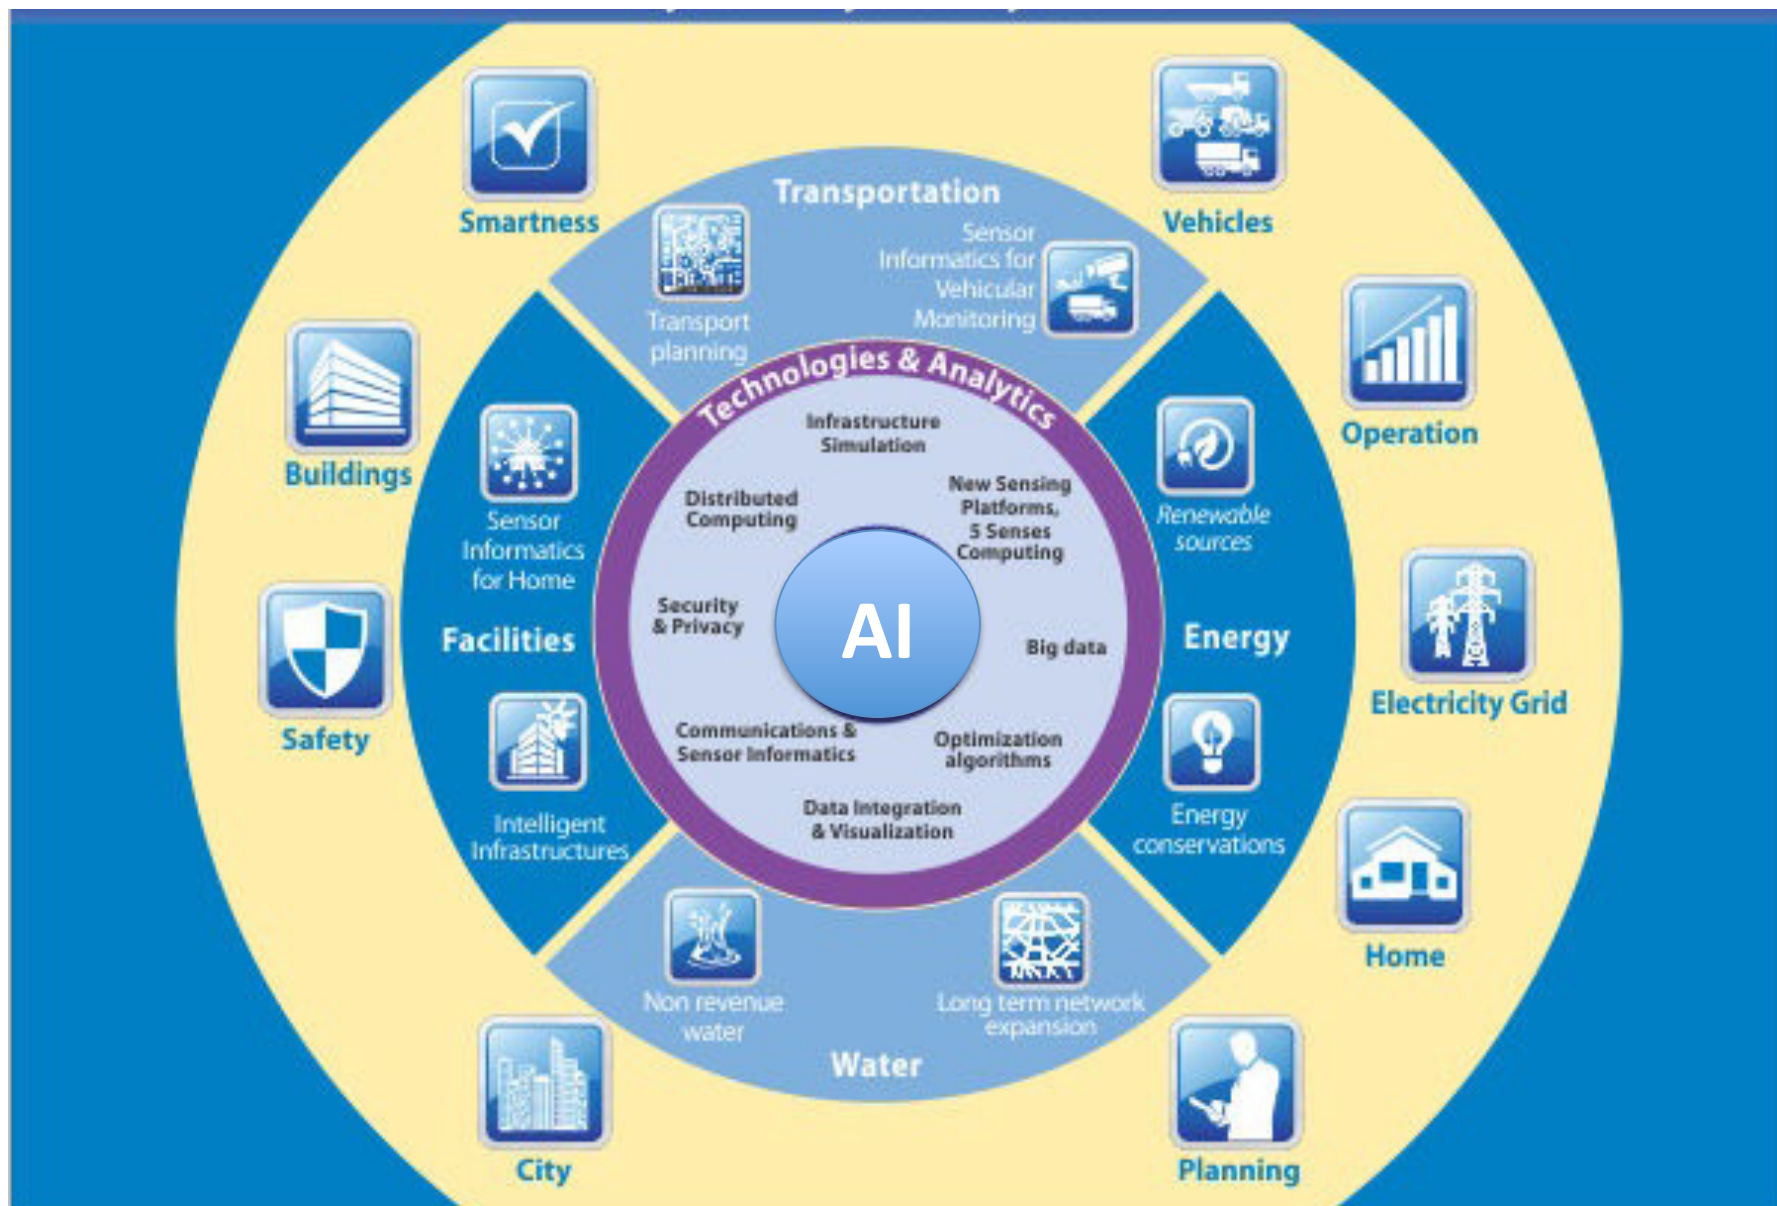 Smartness
Vehicles
Transportation
Transport
planning
Sensor
Informatics for
Vehicular
Monitoring
Buildings
Operation
Technologies & Analytics
Infrastructure
Simulation
Distributed
Computing
New Sensing
Platforms,
5 Senses
Computing
Security
& Privacy
AI
Big data
Communications &
Sensor Informatics
Optimization
algorithms
Data Integration
& Visualization
Sensor
Informatics
for Home
Facilities
Intelligent
Infrastructures
Renewable
sources
Energy
Energy
conservations
Safety
Electricity Grid
Home
Non revenue
water
Long term network
expansion
Water
City
Planning